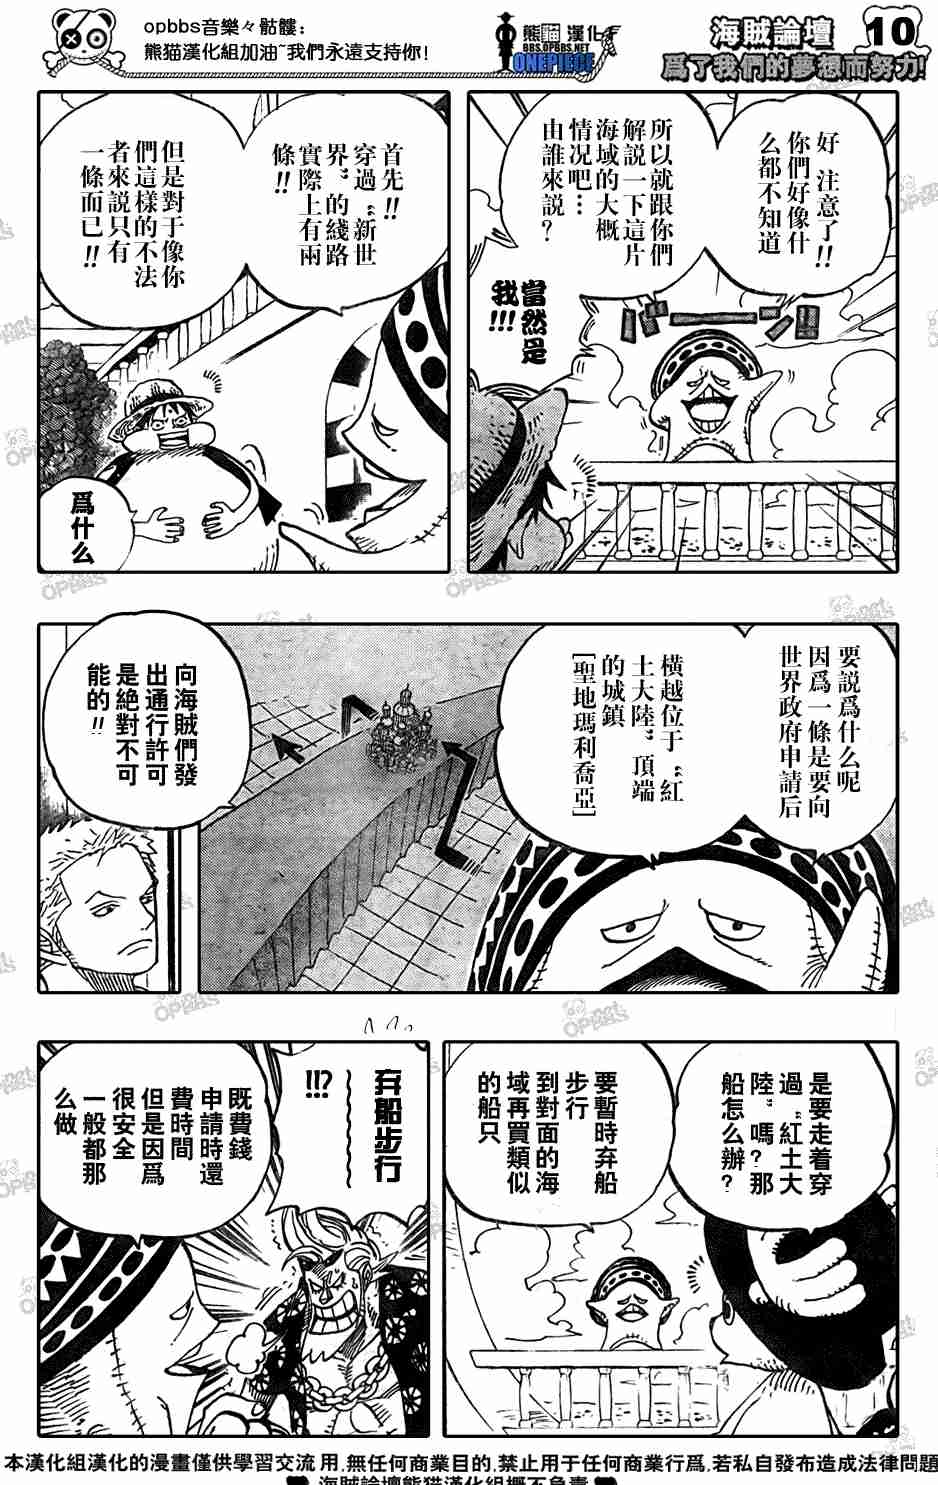 opbbs音樂々骷髏:
熊猫漢化組加油~我們永遠支持你!
熊猫 漢化
BBS.OPBBS.NET
ONEPIECE
海賊論壇
爲了我們的夢想而努力!
10
好 注意了!!
你們好像什
么都不知道
所以就跟你們
解説一下這片
海域的大概
情况吧…
由誰來説?
當然是
我!!!
バーーン!!
首先!!
穿過“新世
界”的綫路
實際上有兩
條!!
但是對于像你
們這樣的不法
者來説只有
一條而已!!
爲什么
要説爲什么呢
因爲一條是要向
世界政府申請后
橫越位于“紅
土大陸”頂端
的城鎮
[聖地瑪利喬亞]
向海賊們發
出通行許可
是絶對不可
能的!!
是要走着穿
過“紅土大
陸”嗎?那
船怎么辦?
要暫時弃船
步行
到對面的海
域再買類似
的船只
弃船步行
!!?
既費錢
申請時還
費時間
但是因爲
很安全
一般都那
么做
本漢化組漢化的漫畫僅供學習交流用,無任何商業目的,禁止用于任何商業行爲,若私自發布造成法律問題
海賊論壇熊猫漢化組概不負責